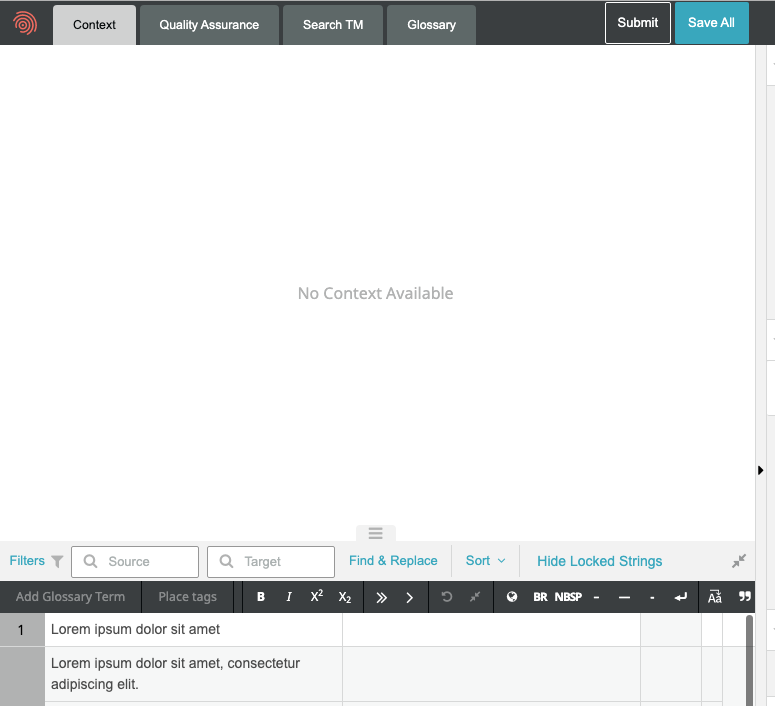 Context Quality Assurance Search TM Glossary Submit Save All
No Context Available
Filters Source Target Find & Replace Sort Hide Locked Strings
Add Glossary Term Place tags B I X² X₂ BR NBSP
1 Lorem ipsum dolor sit amet
Lorem ipsum dolor sit amet, consectetur
adipiscing elit.